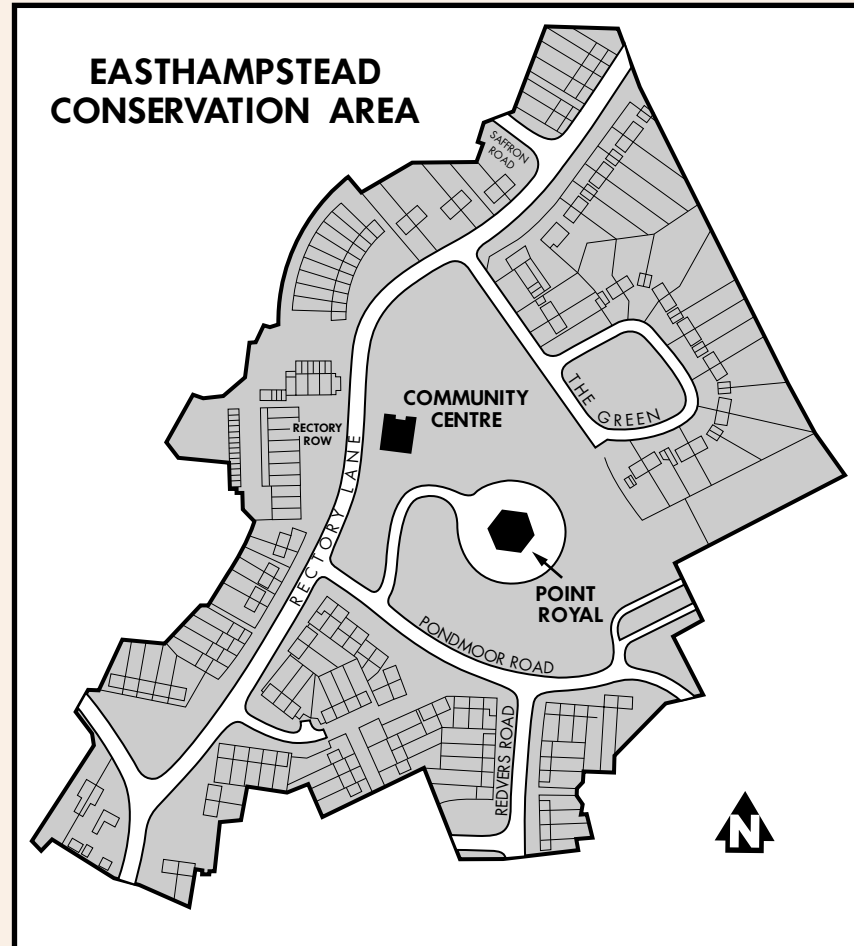 EASTHAMPSTEAD
CONSERVATION AREA
SAFFRON
ROAD
THE GREEN
COMMUNITY
CENTRE
RECTORY
ROW
RECTORY LANE
POINT
ROYAL
PONDMOOR ROAD
REDVERS ROAD
N